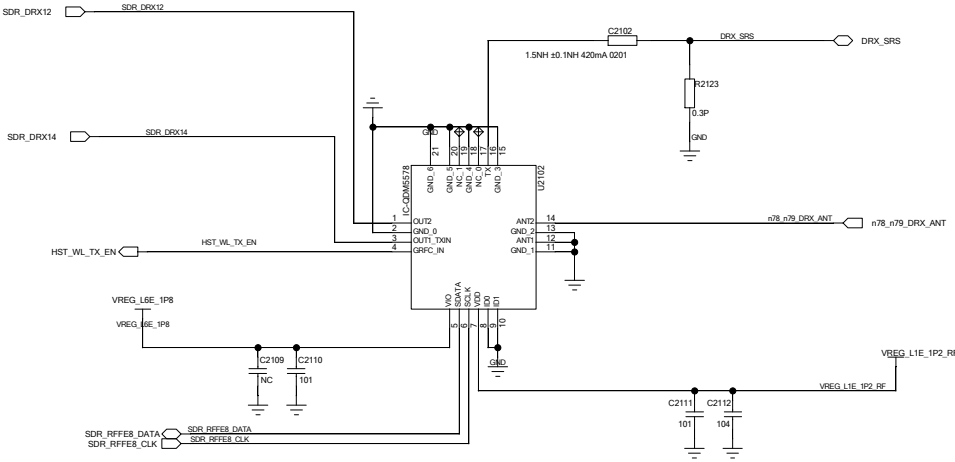 SDR_DRX12
SDR_DRX12
C2102
1.5NH ±0.1NH 420mA 0201
DRX_SRS
DRX_SRS
R2123
0.3P
GND
SDR_DRX14
SDR_DRX14
GND
21
20
19
18
17
16
15
GND_6
GND_5
NC_1
GND_4
NC_0
TX
GND_3
IC-QDM5578
U2102
1
OUT2
2
GND_0
3
OUT1_TXIN
4
GRFC_IN
ANT2
14
GND_2
13
ANT1
12
GND_1
11
n78_n79_DRX_ANT
n78_n79_DRX_ANT
HST_WL_TX_EN
HST_WL_TX_EN
VIO
SDATA
SCLK
VDD
ID0
ID1
5
6
7
8
9
10
VREG_L6E_1P8
VREG_L6E_1P8
C2109
NC
C2110
101
GND
VREG_L1E_1P2_RF
VREG_L1E_1P2_RF
C2111
101
C2112
104
SDR_RFFE8_DATA
SDR_RFFE8_DATA
SDR_RFFE8_CLK
SDR_RFFE8_CLK